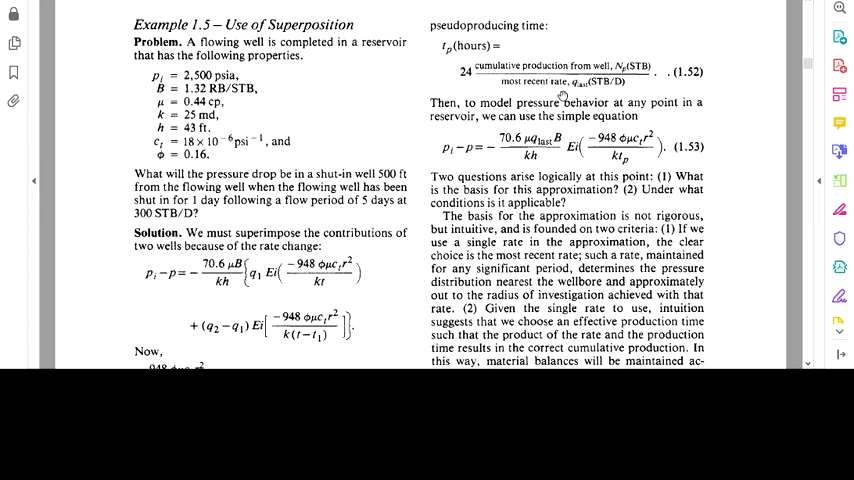 Example 1.5 – Use of Superposition
Problem. A flowing well is completed in a reservoir
that has the following properties.
p_i = 2,500 psia,
B = 1.32 RB/STB,
μ = 0.44 cp,
k = 25 md,
h = 43 ft.
c_t = 18×10⁻⁶ psi⁻¹, and
φ = 0.16.
What will the pressure drop be in a shut-in well 500 ft
from the flowing well when the flowing well has been
shut in for 1 day following a flow period of 5 days at
300 STB/D?
Solution. We must superimpose the contributions of
two wells because of the rate change:
p_i − p = − 70.6 μB / kh { q_1 Ei( −948 φμc_t r² / kt )
+ (q_2 − q_1) Ei[ −948 φμc_t r² / k(t − t_1) ] }.
Now,
pseudoproducing time:
t_p (hours) =
24 cumulative production from well, N_p (STB) / most recent rate, q_last (STB/D) . . (1.52)
Then, to model pressure behavior at any point in a
reservoir, we can use the simple equation
p_i − p = − 70.6 μq_last B / kh Ei( −948 φμc_t r² / kt_p ). (1.53)
Two questions arise logically at this point: (1) What
is the basis for this approximation? (2) Under what
conditions is it applicable?
The basis for the approximation is not rigorous,
but intuitive, and is founded on two criteria: (1) If we
use a single rate in the approximation, the clear
choice is the most recent rate; such a rate, maintained
for any significant period, determines the pressure
distribution nearest the wellbore and approximately
out to the radius of investigation achieved with that
rate. (2) Given the single rate to use, intuition
suggests that we choose an effective production time
such that the product of the rate and the production
time results in the correct cumulative production. In
this way, material balances will be maintained ac-